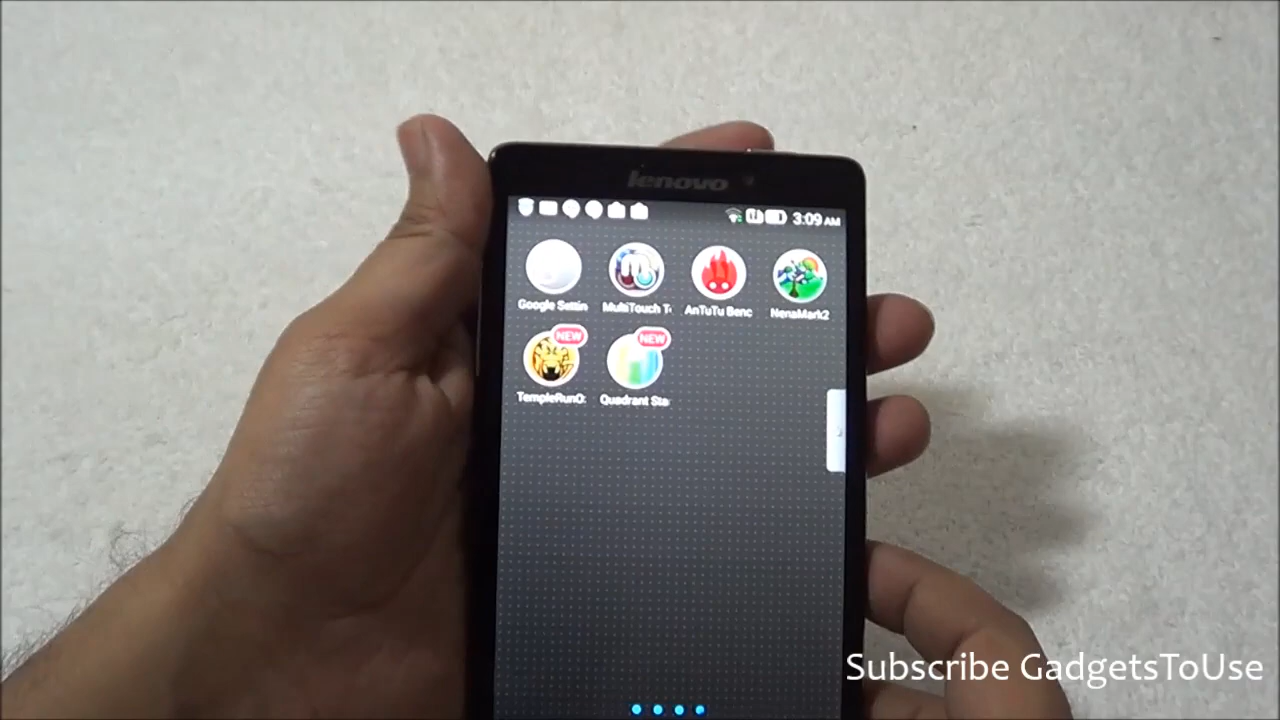 lenovo
3:09 AM
Google Settin
MultiTouch T
AnTuTu Benc
NenaMark2
NEW
NEW
TempleRunO:
Quadrant Sta
Subscribe GadgetsToUse